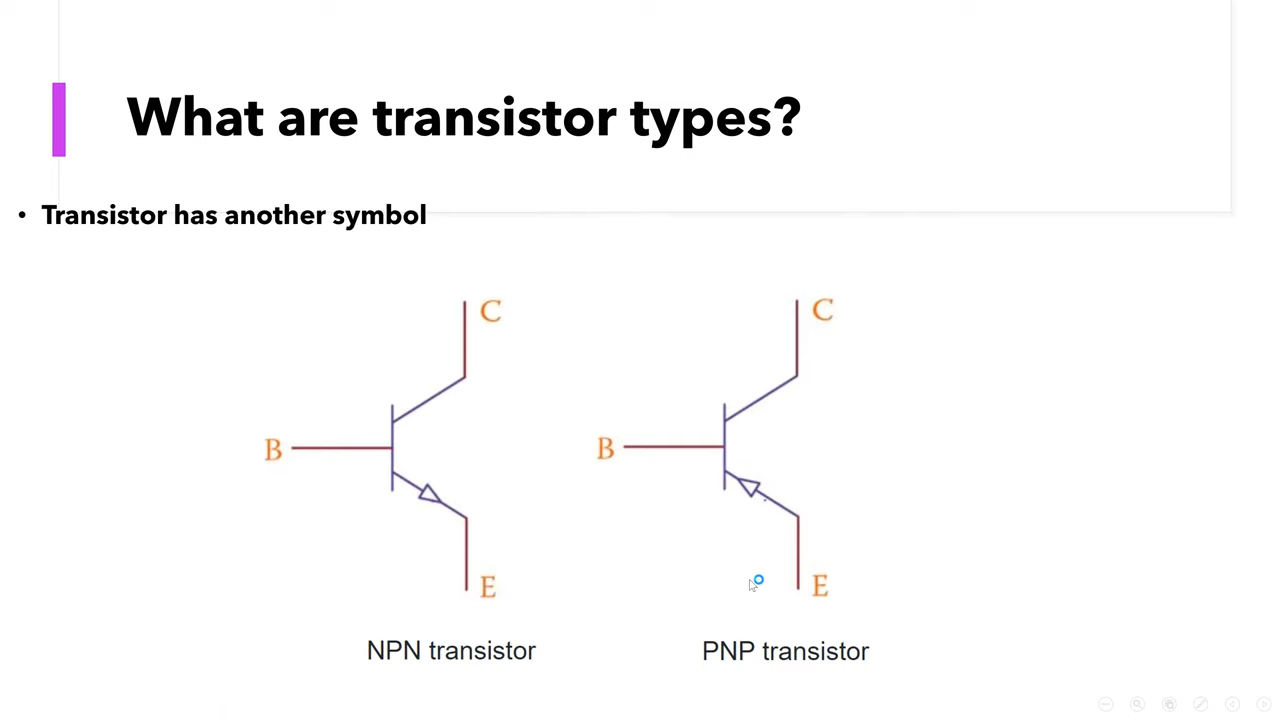 What are transistor types?
• Transistor has another symbol
C
C
B
B
E
E
NPN transistor
PNP transistor